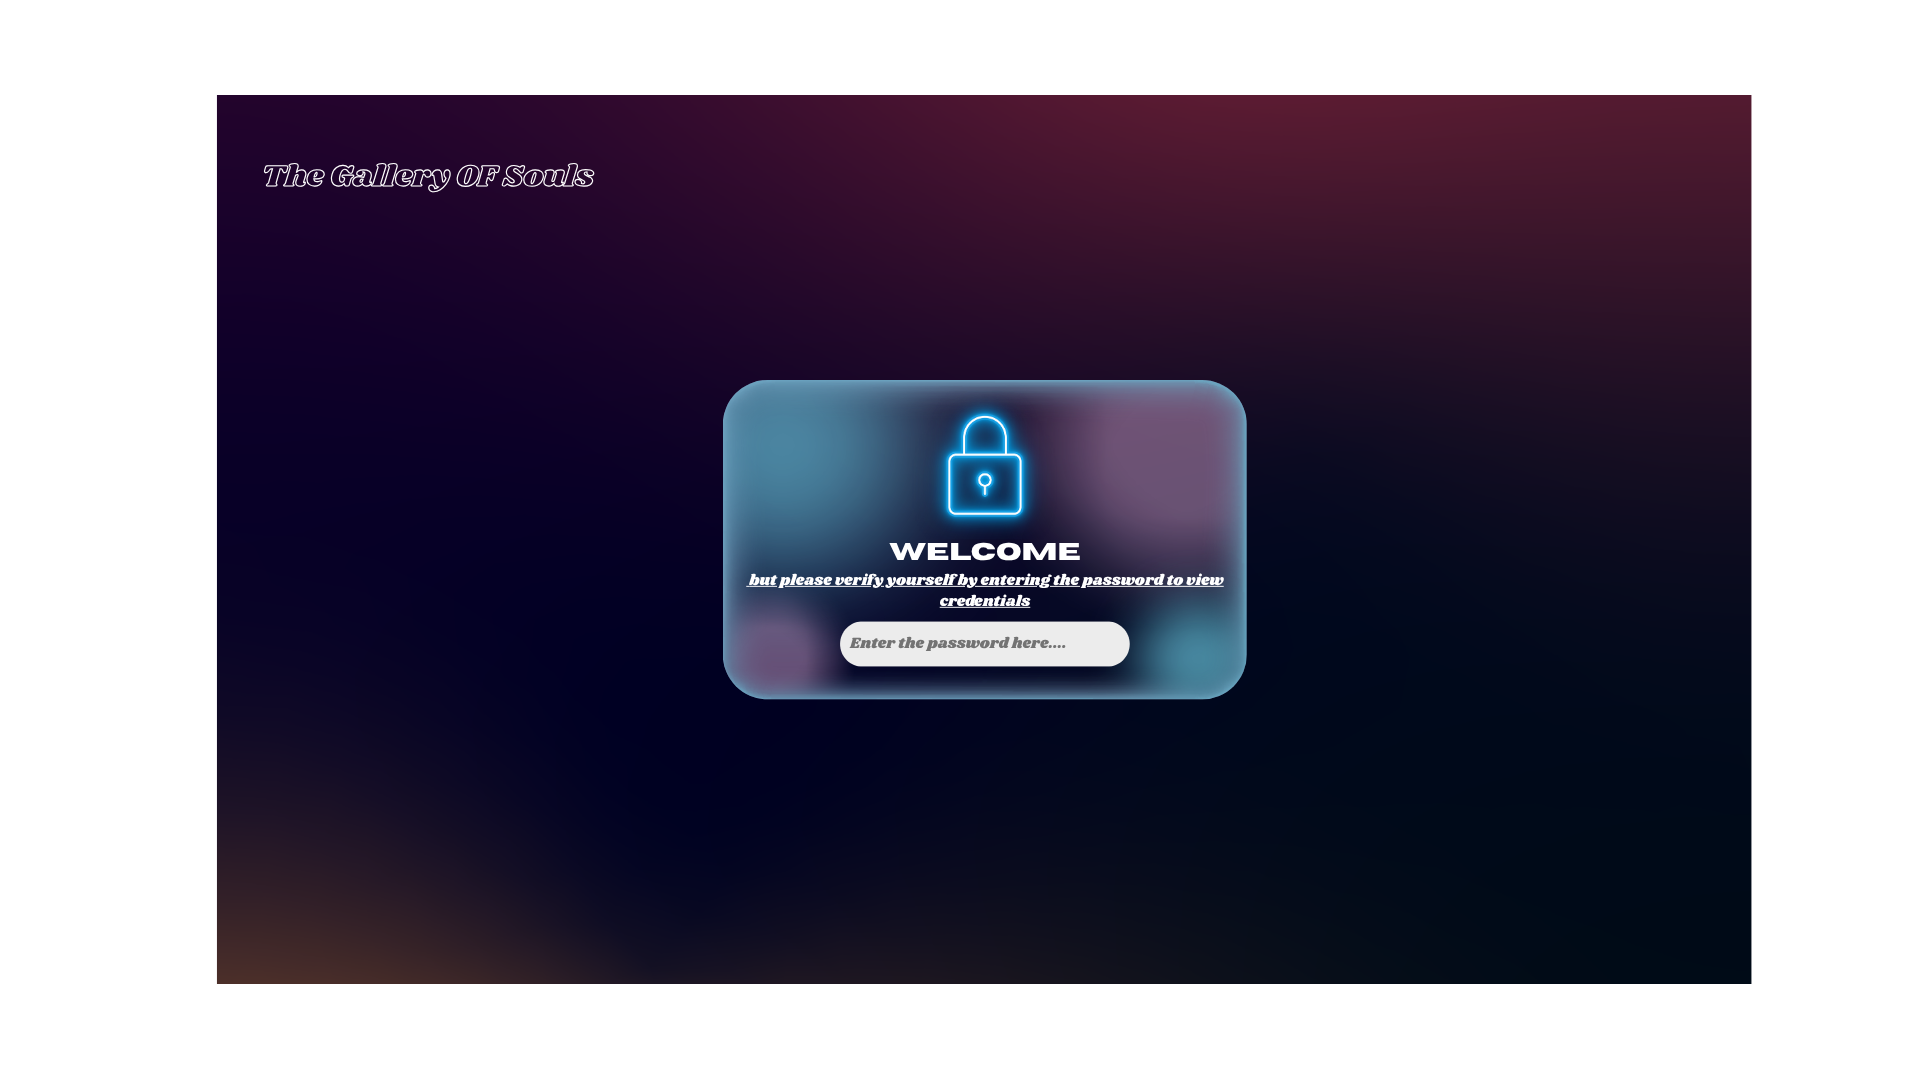 The Gallery OF Souls
WELCOME
but please verify yourself by entering the password to view
credentials
Enter the password here....